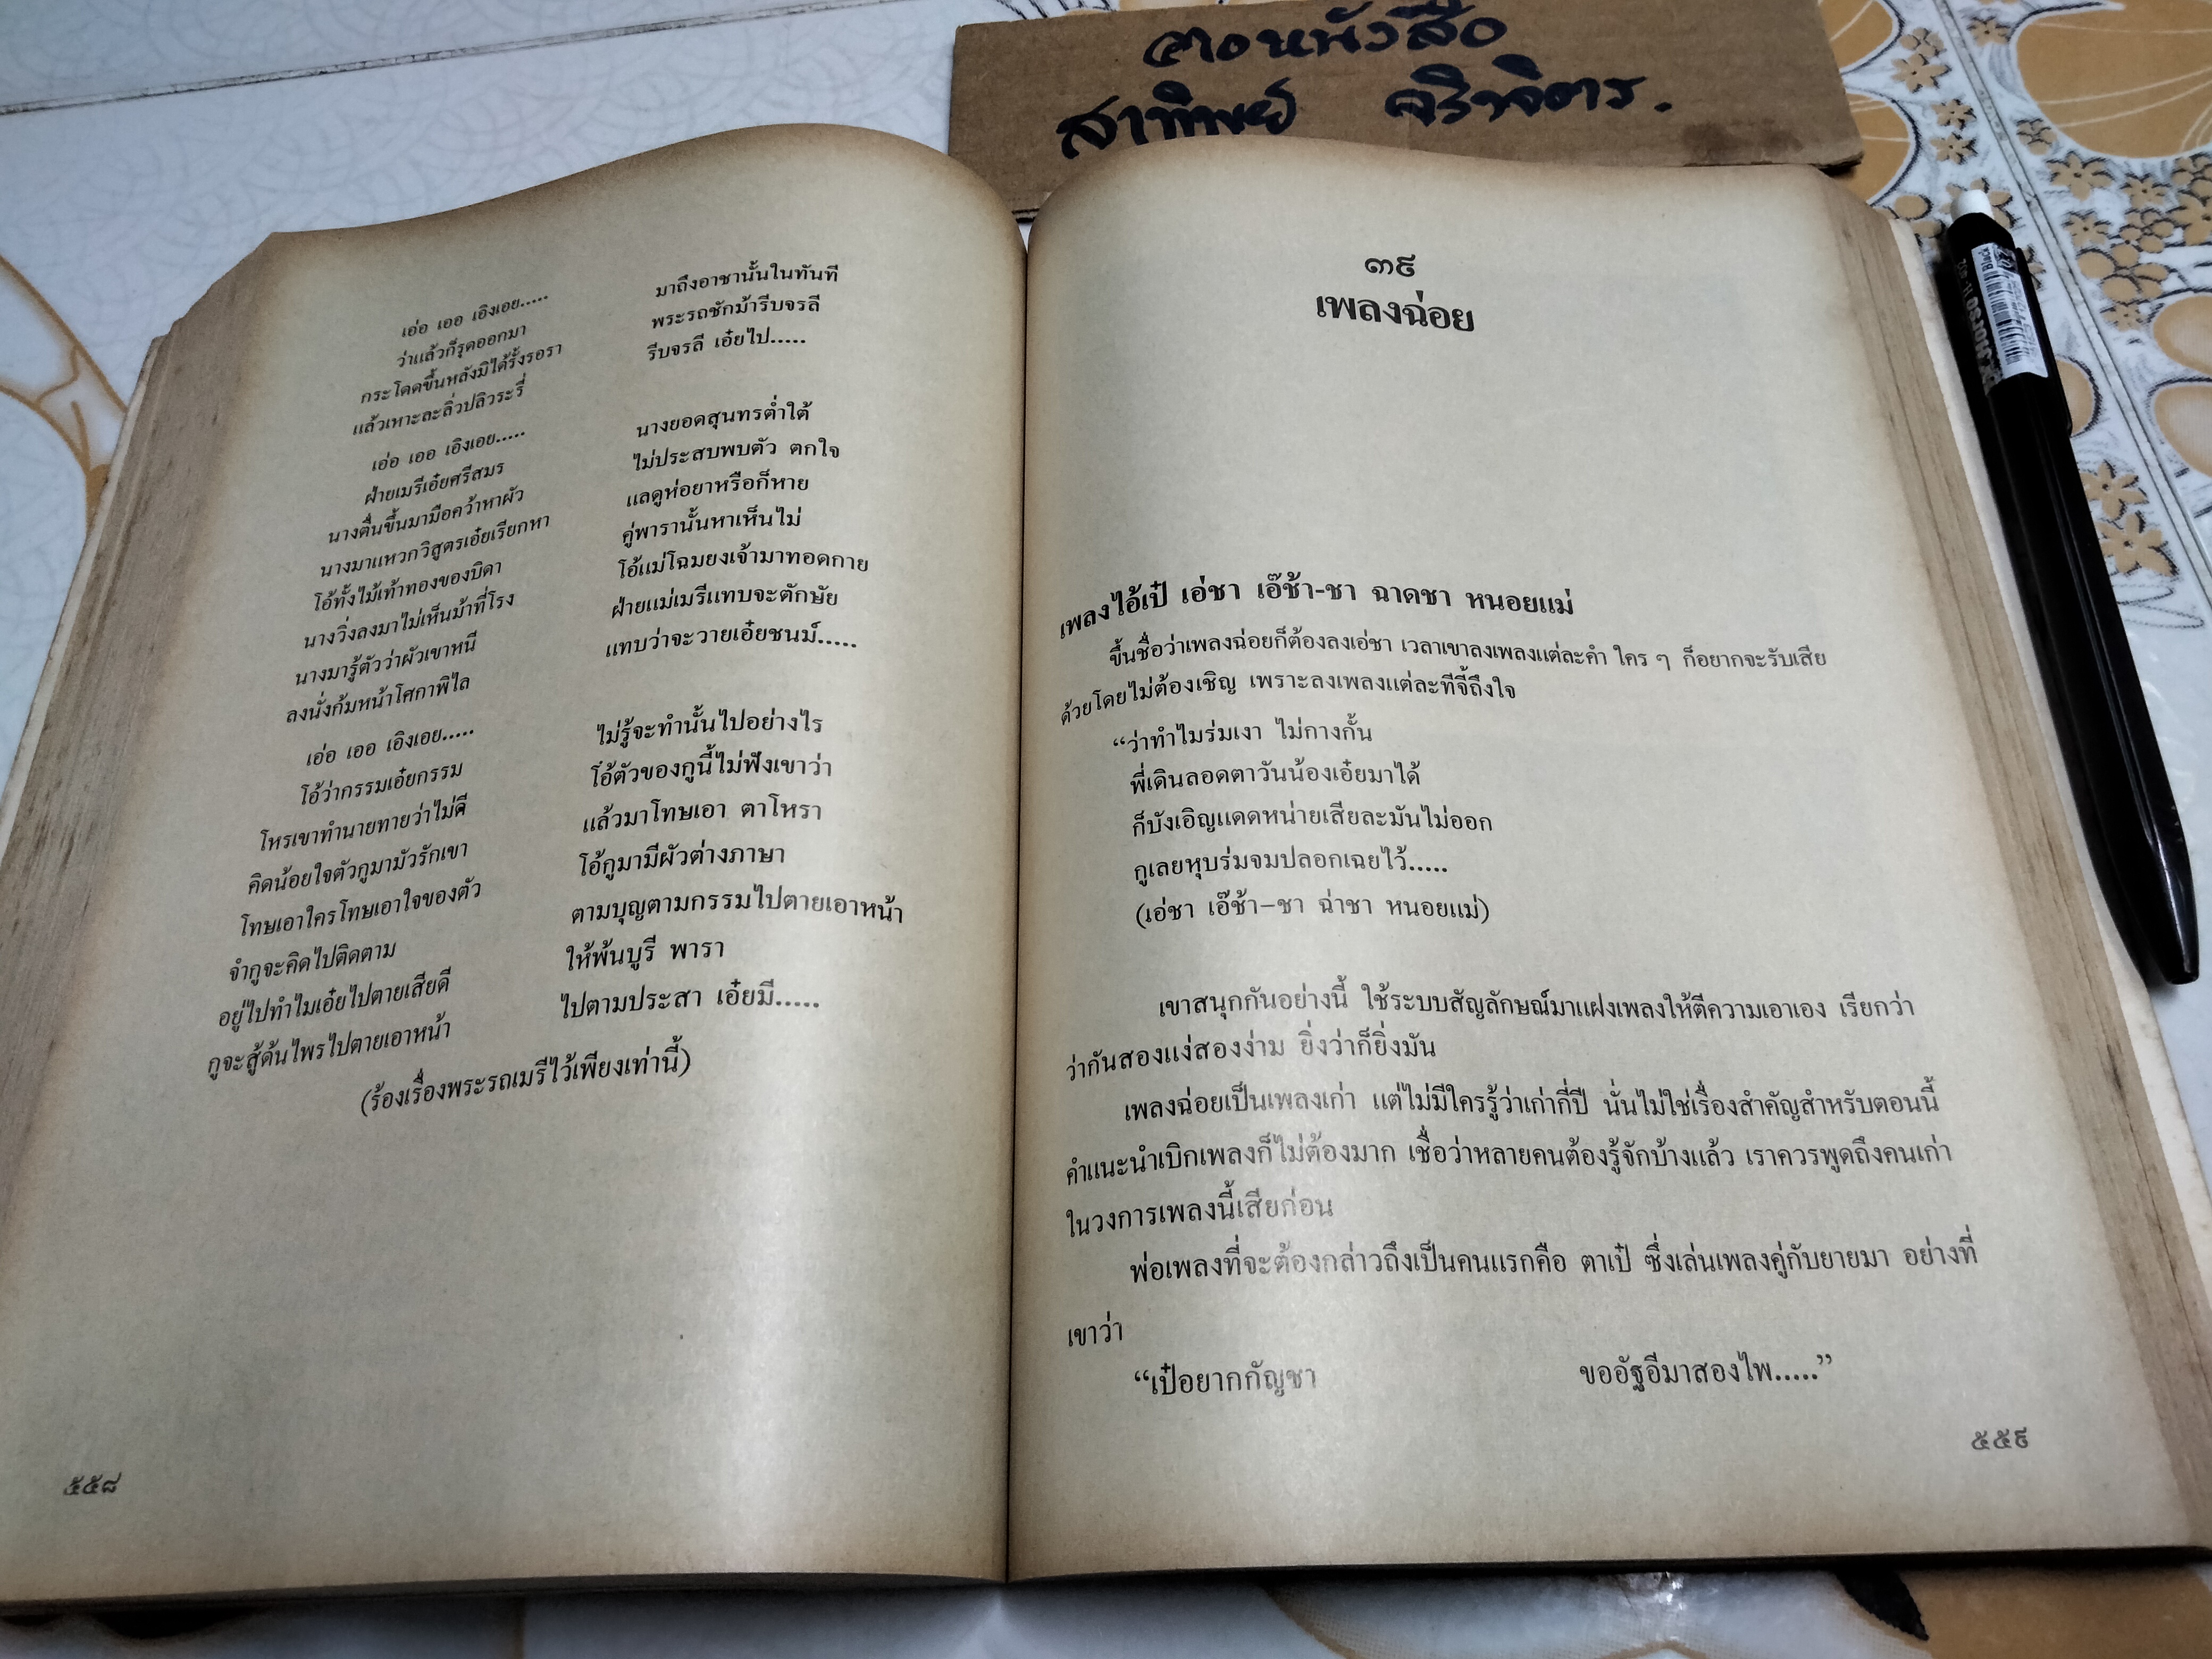 ฅอหนังสือ
สาทิพย์ จิรจิตร.
เอ่อ เออ เอิงเอย.....
ว่าแล้วก็รุดออกมา มาถึงอาชานั้นในทันที
กระโดดขึ้นหลังมิได้รั้งรอรา พระรถชักม้ารีบจรลี
แล้วเหาะละลิ่วปลิวระรี่ รีบจรลี เอ๋ยไป.....
เอ่อ เออ เอิงเอย.....
ฝ่ายเมรีเอ๋ยศรีสมร นางยอดสุนทรต่ำใต้
นางตื่นขึ้นมามือคว้าหาผัว ไม่ประสบพบตัว ตกใจ
นางมาแหวกวิสูตรเอ๋ยเรียกหา แลดูห่อยาหรือก็หาย
โอ้ทั้งไม้เท้าทองของบิดา คู่พารานั้นหาเห็นไม่
นางวิ่งลงมาไม่เห็นม้าที่โรง โอ้แม่โฉมยงเจ้ามาทอดกาย
นางมารู้ตัวว่าผัวเขาหนี ฝ่ายแม่เมรีแทบจะตักษัย
ลงนั่งก้มหน้าโศกาพิไล แทบว่าจะวายเอ๋ยชนม์.....
เอ่อ เออ เอิงเอย.....
โอ้ว่ากรรมเอ๋ยกรรม ไม่รู้จะทำนั้นไปอย่างไร
โหรเขาทำนายทายว่าไม่ดี โอ้ตัวของกูนี้ไม่ฟังเขาว่า
คิดน้อยใจตัวกูมามัวรักเขา แล้วมาโทษเอา ตาโหรา
โทษเอาใครโทษเอาใจของตัว โอ้กูมามีผัวต่างภาษา
จำกูจะคิดไปติดตาม ตามบุญตามกรรมไปตายเอาหน้า
อยู่ไปทำไมเอ๋ยไปตายเสียดี ให้พ้นบูรี พารา
กูจะสู้ด้นไพรไปตายเอาหน้า ไปตามประสา เอ๋ยมี.....
(ร้องเรื่องพระรถเมรีไว้เพียงเท่านี้)
๕๕๘
๓๙
เพลงฉ่อย
เพลงไอ้เป๋ เอ่ชา เอ๊ช้า-ชา ฉาดชา หนอยแม่
ขึ้นชื่อว่าเพลงฉ่อยก็ต้องลงเอ่ชา เวลาเขาลงเพลงแต่ละคำ ใคร ๆ ก็อยากจะรับเสีย
ด้วยโดยไม่ต้องเชิญ เพราะลงเพลงแต่ละทีจี้ถึงใจ
“ว่าทำไมร่มเงา ไม่กางกั้น
พี่เดินลอดตาวันน้องเอ๋ยมาได้
ก็บังเอิญแดดหน่ายเสียละมันไม่ออก
กูเลยหุบร่มจมปลอกเฉยไว้.....
(เอ่ชา เอ๊ช้า–ชา ฉ่าชา หนอยแม่)
เขาสนุกกันอย่างนี้ ใช้ระบบสัญลักษณ์มาแฝงเพลงให้ตีความเอาเอง เรียกว่า
ว่ากันสองแง่สองง่าม ยิ่งว่าก็ยิ่งมัน
เพลงฉ่อยเป็นเพลงเก่า แต่ไม่มีใครรู้ว่าเก่ากี่ปี นั่นไม่ใช่เรื่องสำคัญสำหรับตอนนี้
คำแนะนำเบิกเพลงก็ไม่ต้องมาก เชื่อว่าหลายคนต้องรู้จักบ้างแล้ว เราควรพูดถึงคนเก่า
ในวงการเพลงนี้เสียก่อน
พ่อเพลงที่จะต้องกล่าวถึงเป็นคนแรกคือ ตาเป๋ ซึ่งเล่นเพลงคู่กับยายมา อย่างที่
เขาว่า
“เป๋อยากกัญชา ขออัฐอีมาสองไพ.....”
๕๕๙